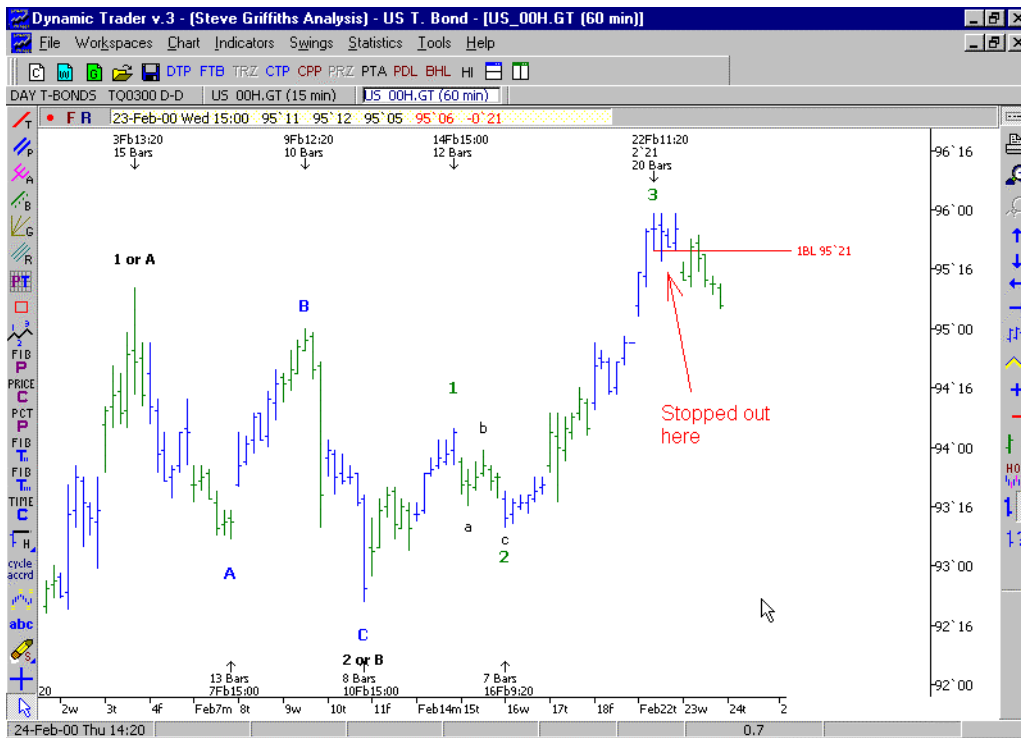 Dynamic Trader v.3 - (Steve Griffiths Analysis) - US T. Bond - [US_00H.GT (60 min)]
File Workspaces Chart Indicators Swings Statistics Tools Help
C W G DTP FTB TRZ CTP CPP PRZ PTA PDL BHL HI
DAY T-BONDS TQ0300 D-D US 00H.GT (15 min) US 00H.GT (60 min)
F R 23-Feb-00 Wed 15:00 95`11 95`12 95`05 95`06 -0`21
3Fb13:20 9Fb12:20 14Fb15:00 22Fb11:20
15 Bars 10 Bars 12 Bars 2`21
20 Bars
3
96`16
96`00
1BL 95`21
95`16
95`00
94`16
94`00
93`16
93`00
92`16
92`00
1 or A
B
1
b
Stopped out
here
a
c
2
A
C
2 or B
13 Bars 8 Bars 7 Bars
7Fb15:00 10Fb15:00 16Fb9:20
20
2w 3t 4f Feb7m 8t 9w 10t 11f Feb14m 15t 16w 17t 18f Feb22t 23w 24t 2
T
P
A
B
G
R
PT
1 3
2
FIB
P
PRICE
C
PCT
P
FIB
T
FIB
T
TIME
C
H
cycle
accrd
abc
S
HO
24-Feb-00 Thu 14:20 0.7